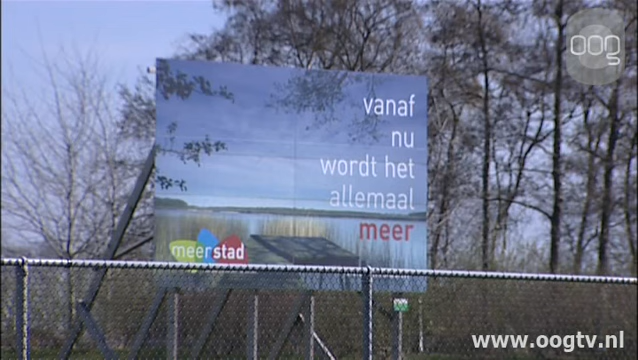 oog
vanaf
nu
wordt het
allemaal
meer
meerstad
www.oogtv.nl